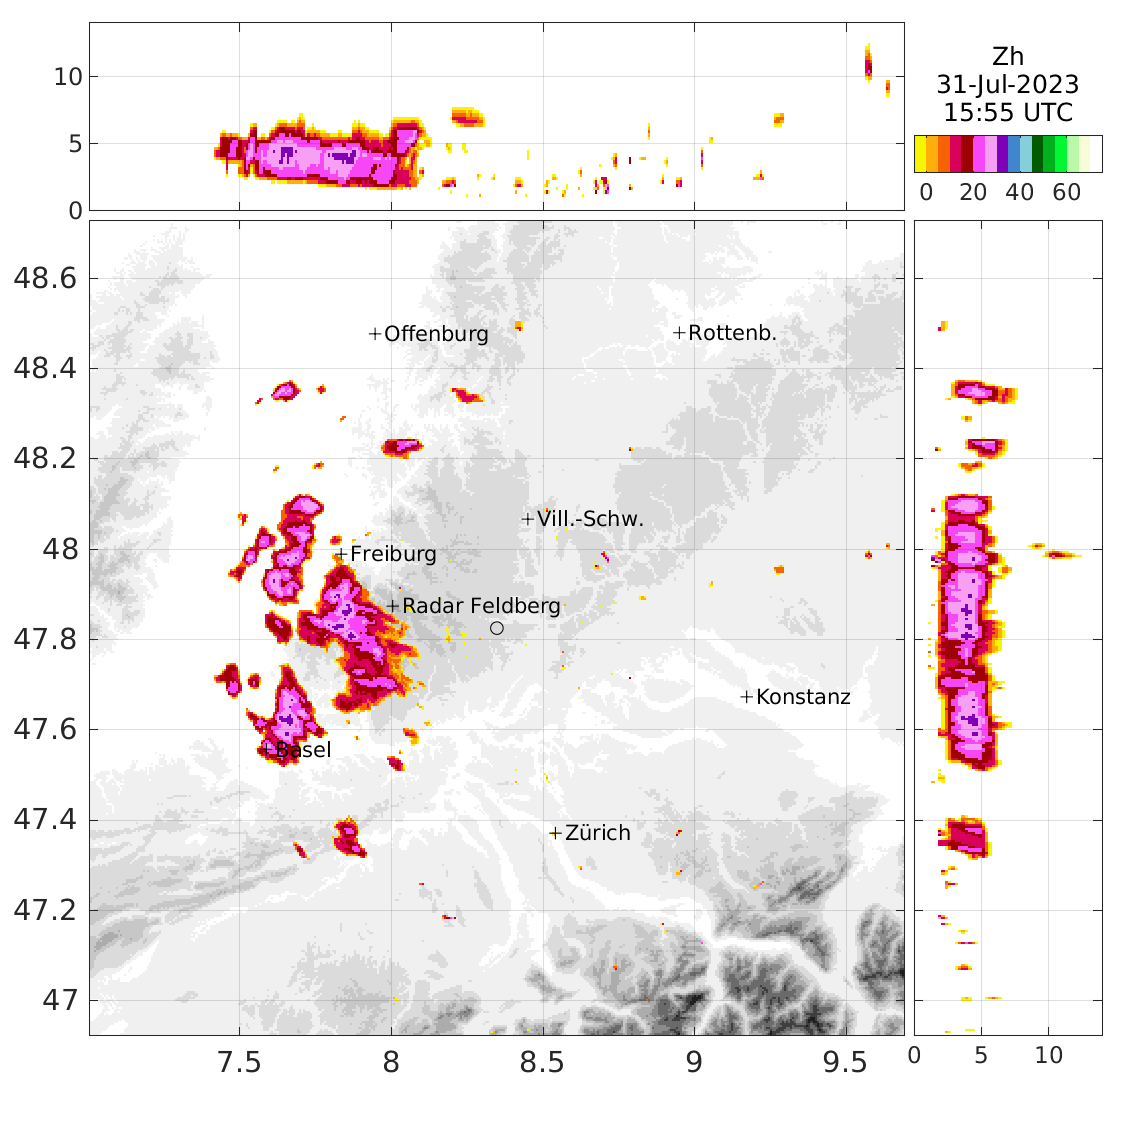 10
5
0
Zh
31-Jul-2023
15:55 UTC
0 20 40 60
48.6
48.4
48.2
48
47.8
47.6
47.4
47.2
47
Offenburg
Rottenb.
Vill.-Schw.
Freiburg
Radar Feldberg
Konstanz
Basel
Zürich
7.5 8 8.5 9 9.5
0 5 10